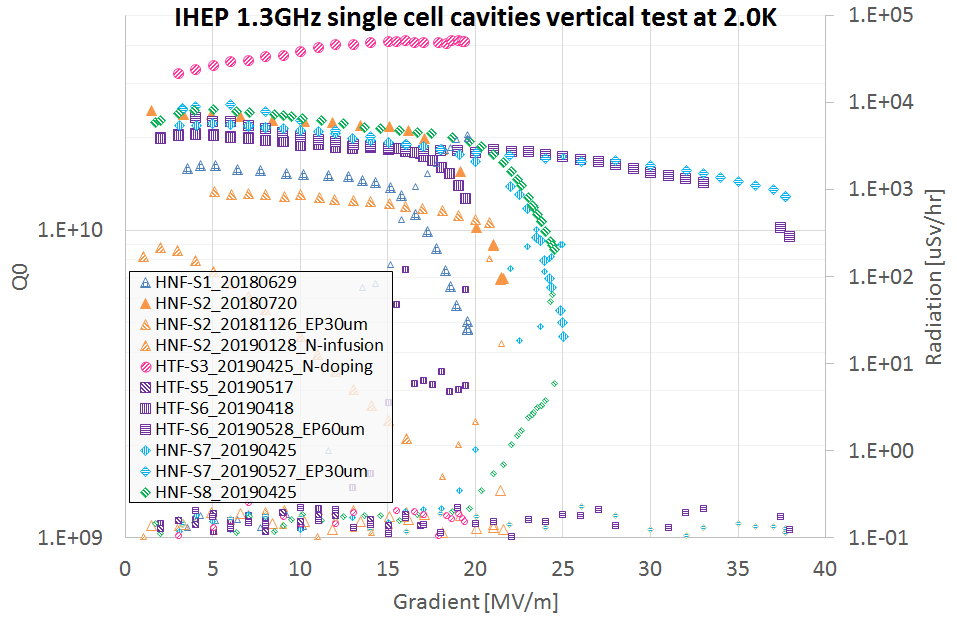 IHEP 1.3GHz single cell cavities vertical test at 2.0K
1.E+05
1.E+04
1.E+03
1.E+10
1.E+02
1.E+01
1.E+00
1.E+09
1.E-01
Q0
Radiation [uSv/hr]
HNF-S1_20180629
HNF-S2_20180720
HNF-S2_20181126_EP30um
HNF-S2_20190128_N-infusion
HTF-S3_20190425_N-doping
HTF-S5_20190517
HTF-S6_20190418
HTF-S6_20190528_EP60um
HNF-S7_20190425
HNF-S7_20190527_EP30um
HNF-S8_20190425
0 5 10 15 20 25 30 35 40
Gradient [MV/m]